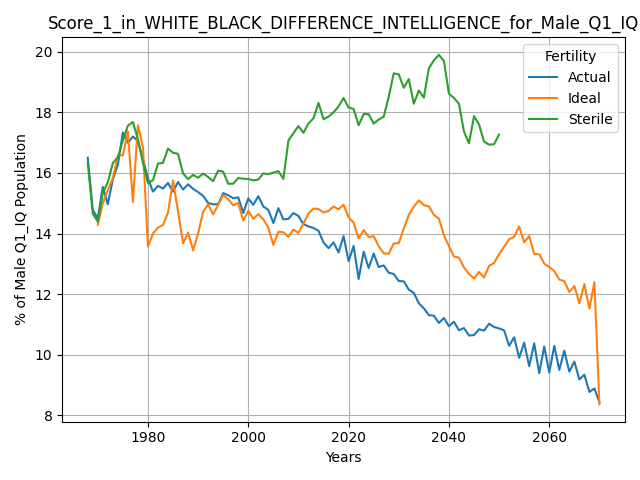 Score_1_in_WHITE_BLACK_DIFFERENCE_INTELLIGENCE_for_Male_Q1_IQ
Fertility
Actual
Ideal
Sterile
% of Male Q1_IQ Population
20
18
16
14
12
10
8
1980
2000
2020
2040
2060
Years